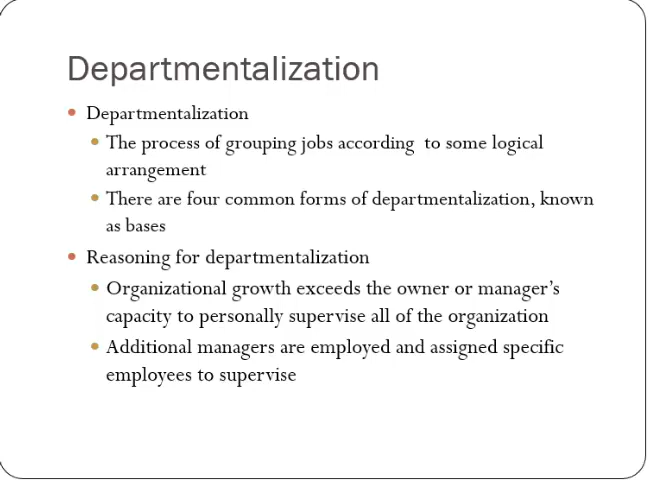 Departmentalization
Departmentalization
The process of grouping jobs according  to some logical
arrangement
There are four common forms of departmentalization, known
as bases
Reasoning for departmentalization
Organizational growth exceeds the owner or manager’s
capacity to personally supervise all of the organization
Additional managers are employed and assigned specific
employees to supervise